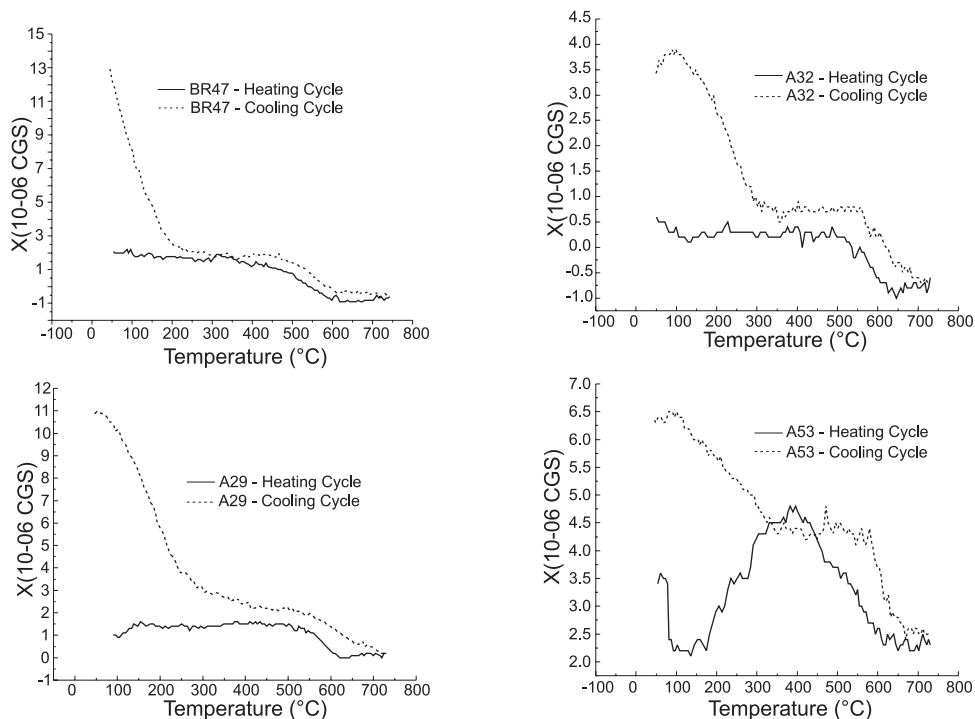 15
13
11
9
7
5
3
1
-1
X(10-06 CGS)
BR47 - Heating Cycle
BR47 - Cooling Cycle
-100 0 100 200 300 400 500 600 700 800
Temperature (°C)
4.5
4.0
3.5
3.0
2.5
2.0
1.5
1.0
0.5
0.0
-0.5
-1.0
X(10-06 CGS)
A32 - Heating Cycle
A32 - Cooling Cycle
-100 0 100 200 300 400 500 600 700 800
Temperature (°C)
12
11
10
9
8
7
6
5
4
3
2
1
0
-1
X(10-06 CGS)
A29 - Heating Cycle
A29 - Cooling Cycle
0 100 200 300 400 500 600 700 800
Temperature (°C)
7.0
6.5
6.0
5.5
5.0
4.5
4.0
3.5
3.0
2.5
2.0
X(10-06 CGS)
A53 - Heating Cycle
A53 - Cooling Cycle
-100 0 100 200 300 400 500 600 700 800
Temperature (°C)